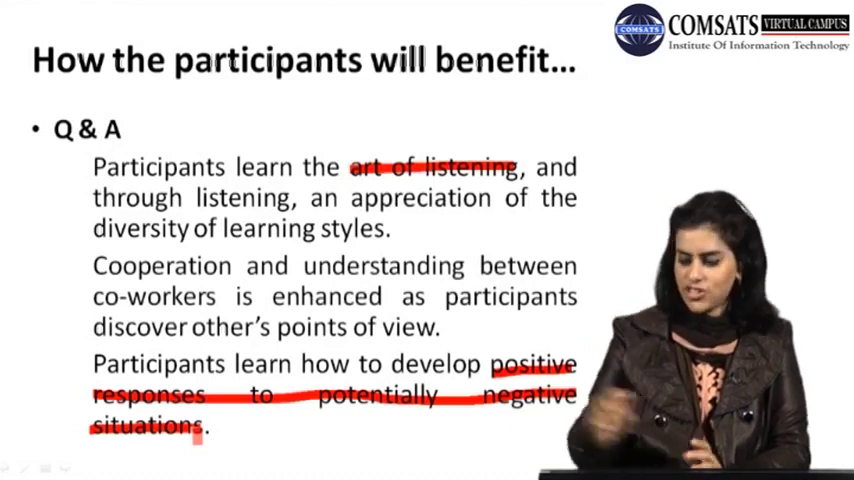 COMSATS VIRTUAL CAMPUS
Institute Of Information Technology
COMSATS
How the participants will benefit…
• Q & A
Participants learn the art of listening, and
through listening, an appreciation of the
diversity of learning styles.
Cooperation and understanding between
co-workers is enhanced as participants
discover other's points of view.
Participants learn how to develop positive
responses to potentially negative
situations.